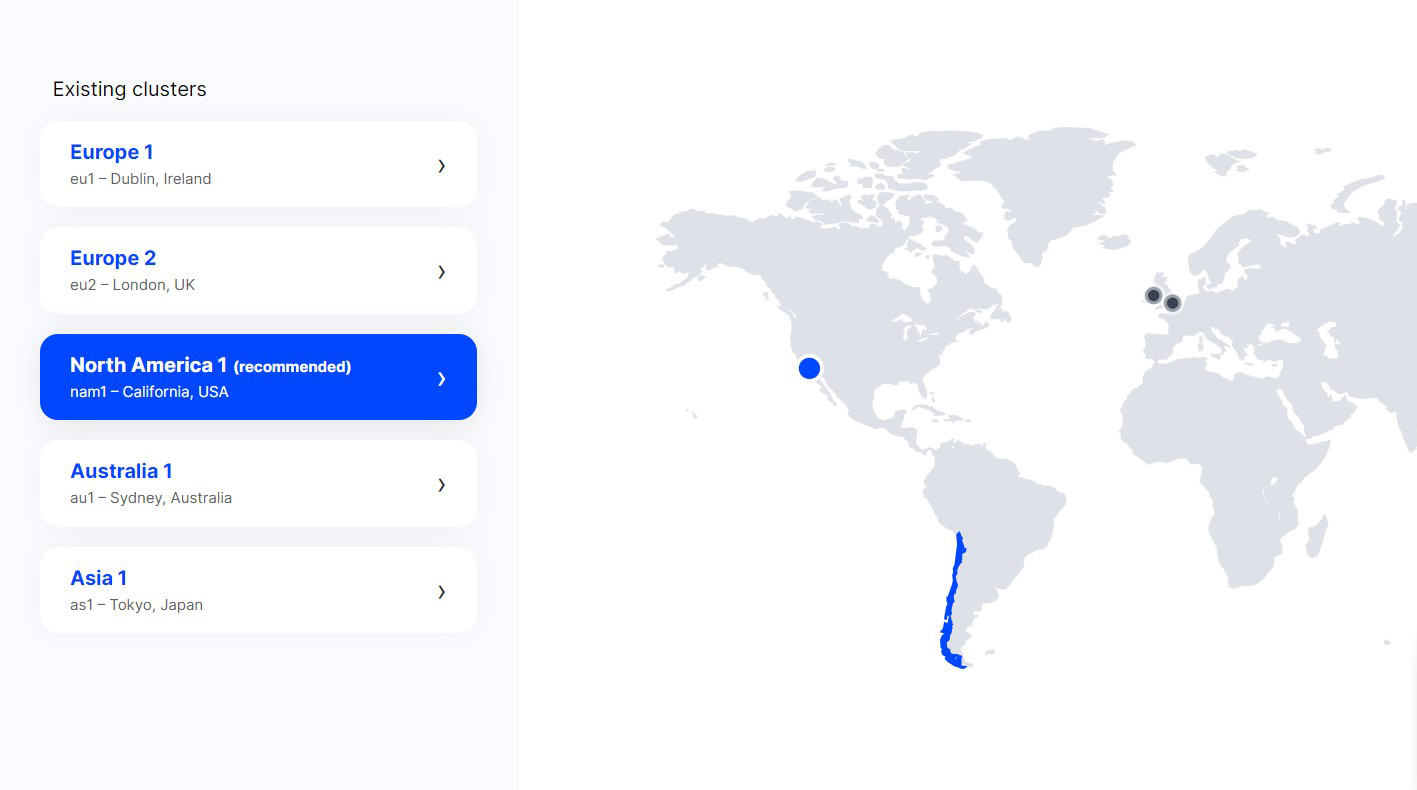 Existing clusters
Europe 1
eu1 – Dublin, Ireland
Europe 2
eu2 – London, UK
North America 1 (recommended)
nam1 – California, USA
Australia 1
au1 – Sydney, Australia
Asia 1
as1 – Tokyo, Japan